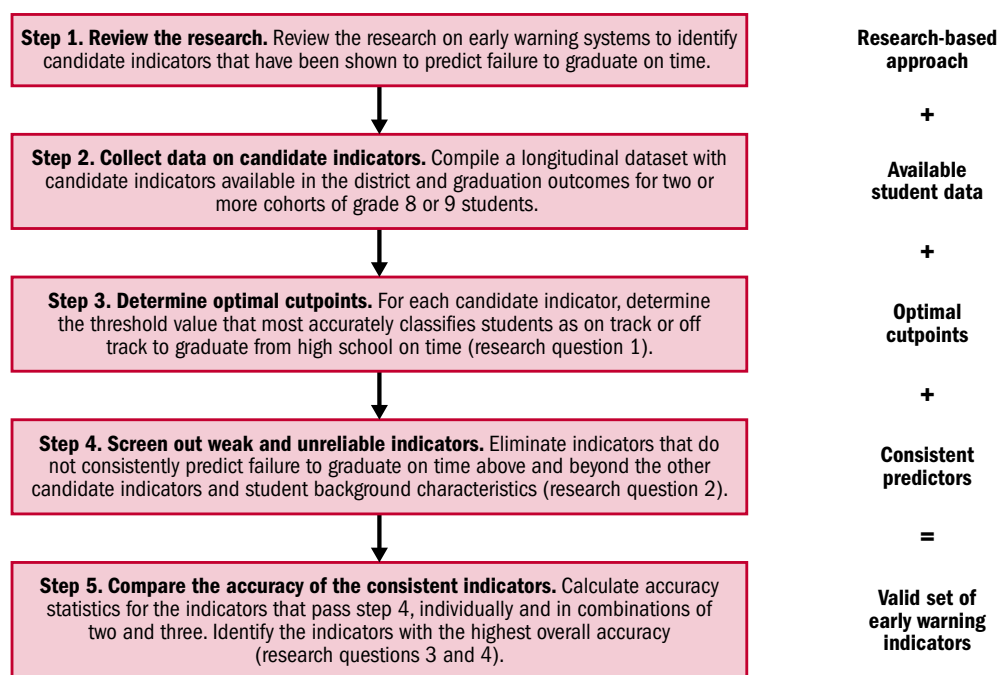 Step 1. Review the research. Review the research on early warning systems to identify
candidate indicators that have been shown to predict failure to graduate on time.
Research-based
approach
+
Step 2. Collect data on candidate indicators. Compile a longitudinal dataset with
candidate indicators available in the district and graduation outcomes for two or
more cohorts of grade 8 or 9 students.
Available
student data
+
Step 3. Determine optimal cutpoints. For each candidate indicator, determine
the threshold value that most accurately classifies students as on track or off
track to graduate from high school on time (research question 1).
Optimal
cutpoints
+
Step 4. Screen out weak and unreliable indicators. Eliminate indicators that do
not consistently predict failure to graduate on time above and beyond the other
candidate indicators and student background characteristics (research question 2).
Consistent
predictors
=
Step 5. Compare the accuracy of the consistent indicators. Calculate accuracy
statistics for the indicators that pass step 4, individually and in combinations of
two and three. Identify the indicators with the highest overall accuracy
(research questions 3 and 4).
Valid set of
early warning
indicators